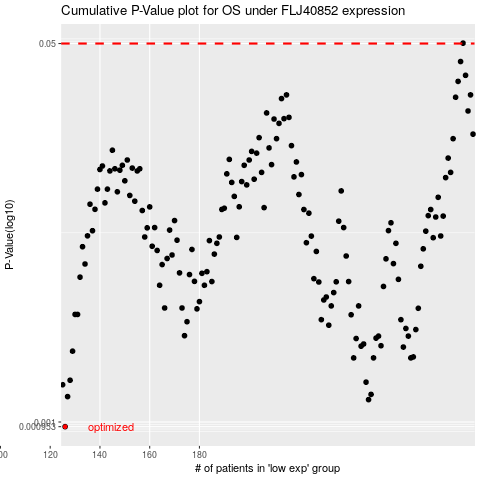 Cumulative P-Value plot for OS under FLJ40852 expression
0.05
P-Value(log10)
0.001
0.000953
optimized
00 120 140 160 180
# of patients in 'low exp' group